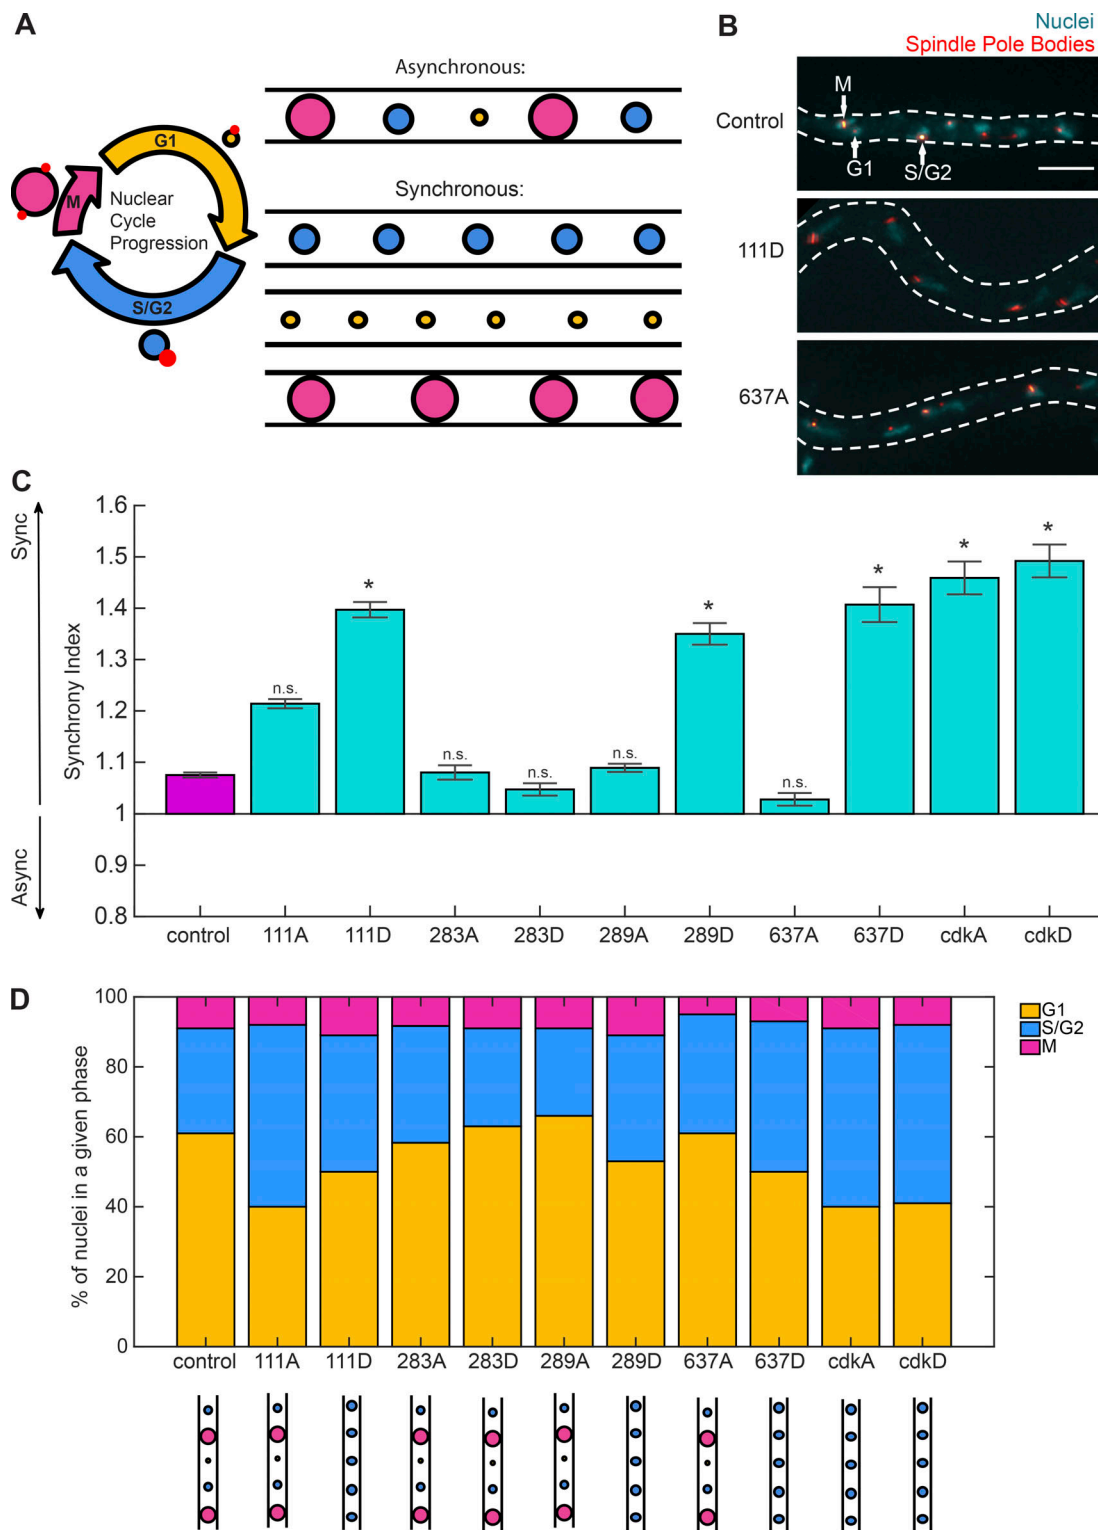 A
Asynchronous:
G1
M
Nuclear
Cycle
Progression
S/G2
Synchronous:
B
Nuclei
Spindle Pole Bodies
Control
M
G1
S/G2
111D
637A
C
Sync
Async
Synchrony Index
1.6
1.5
1.4
1.3
1.2
1.1
1
0.9
0.8
n.s.
*
n.s.
n.s.
n.s.
*
n.s.
*
*
*
control 111A 111D 283A 283D 289A 289D 637A 637D cdkA cdkD
D
% of nuclei in a given phase
100
80
60
40
20
0
G1
S/G2
M
control 111A 111D 283A 283D 289A 289D 637A 637D cdkA cdkD